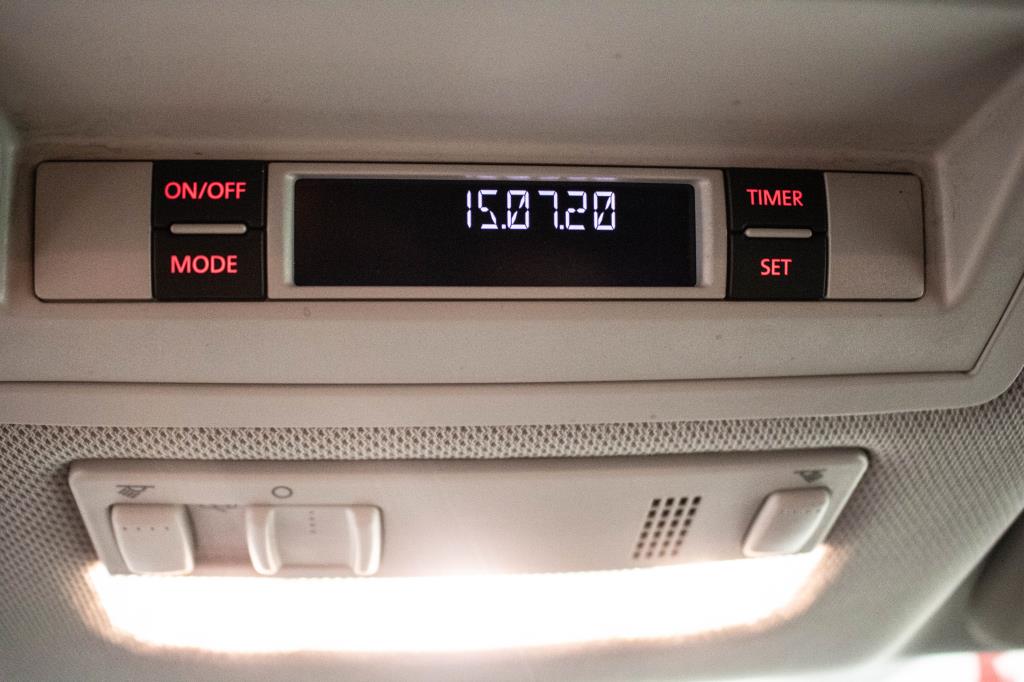 ON/OFF
MODE
15.07.20
TIMER
SET